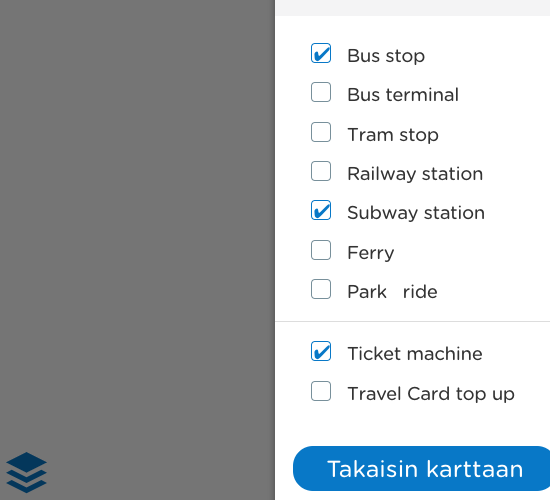 Bus stop
Bus terminal
Tram stop
Railway station
Subway station
Ferry
Park ride
Ticket machine
Travel Card top up
Takaisin karttaan